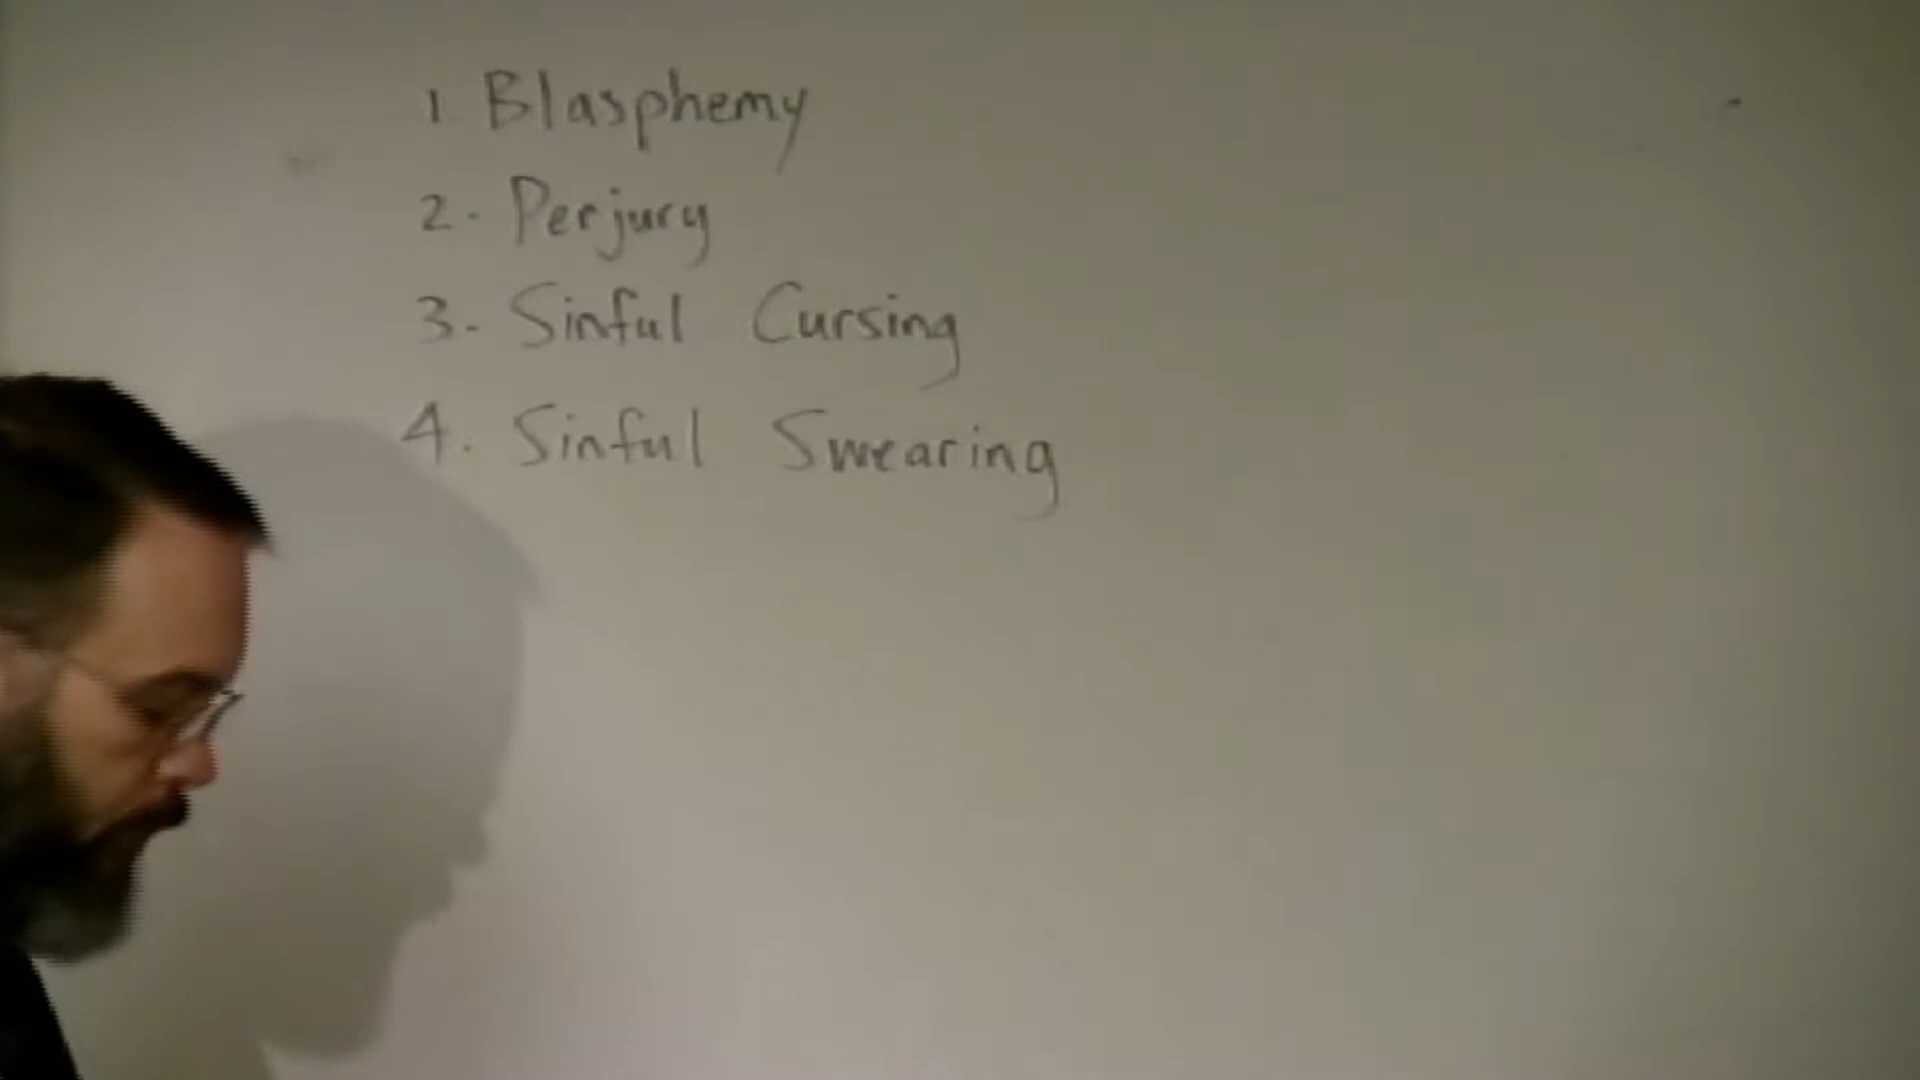 1. Blasphemy
2. Perjury
3. Sinful Cursing
4. Sinful Swearing